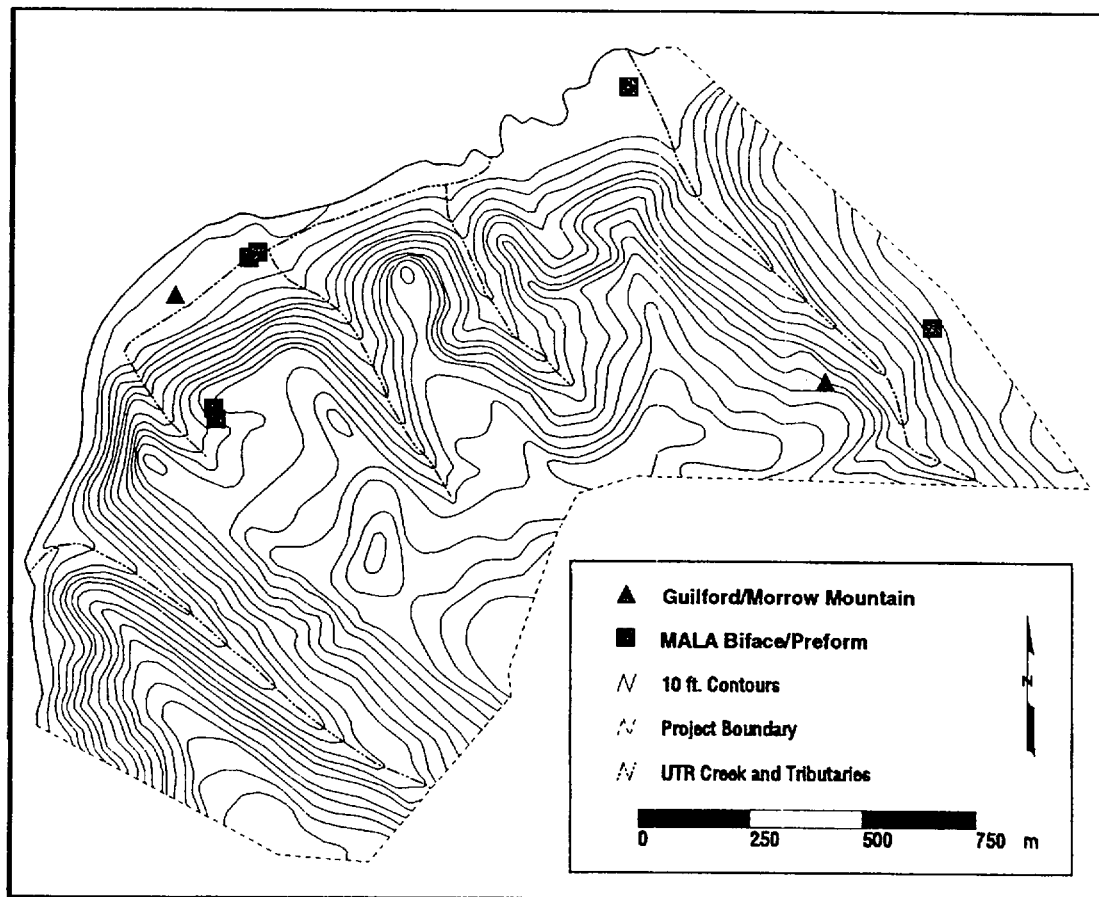 Guilford/Morrow Mountain
MALA Biface/Preform
10 ft. Contours
N
Project Boundary
UTR Creek and Tributaries
0 250 500 750 m